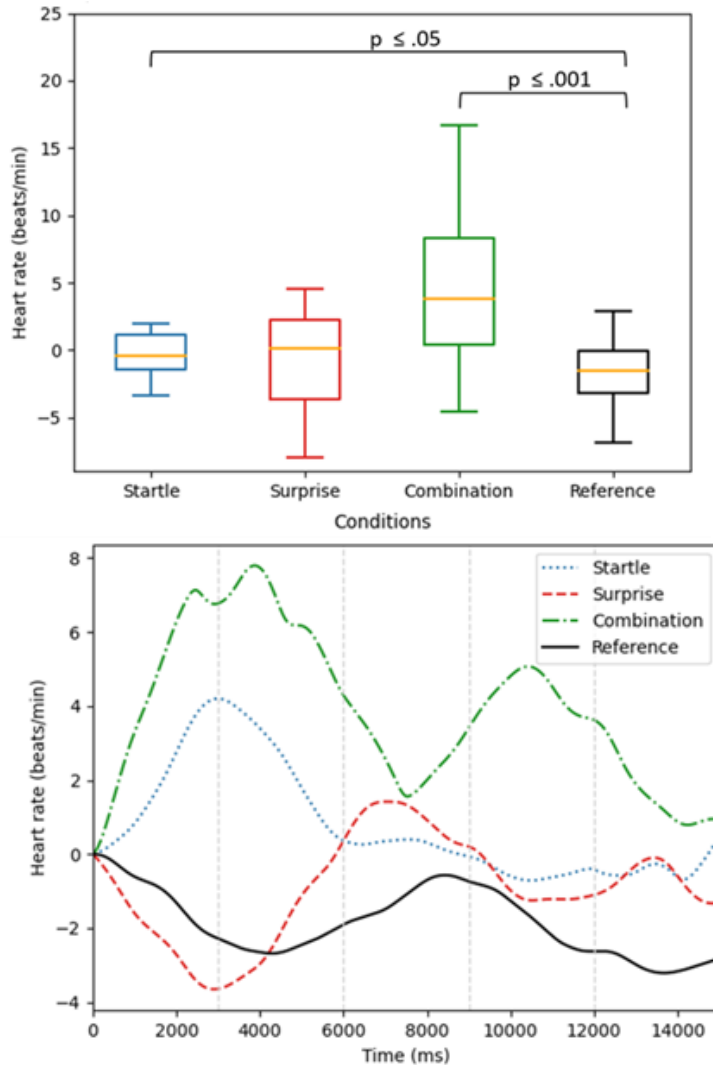 25
20
15
10
5
0
−5
Heart rate (beats/min)
p ≤ .05
p ≤ .001
Startle
Surprise
Combination
Reference
Conditions
8
6
4
2
0
−2
−4
Heart rate (beats/min)
Startle
Surprise
Combination
Reference
0
2000
4000
6000
8000
10000
12000
14000
Time (ms)